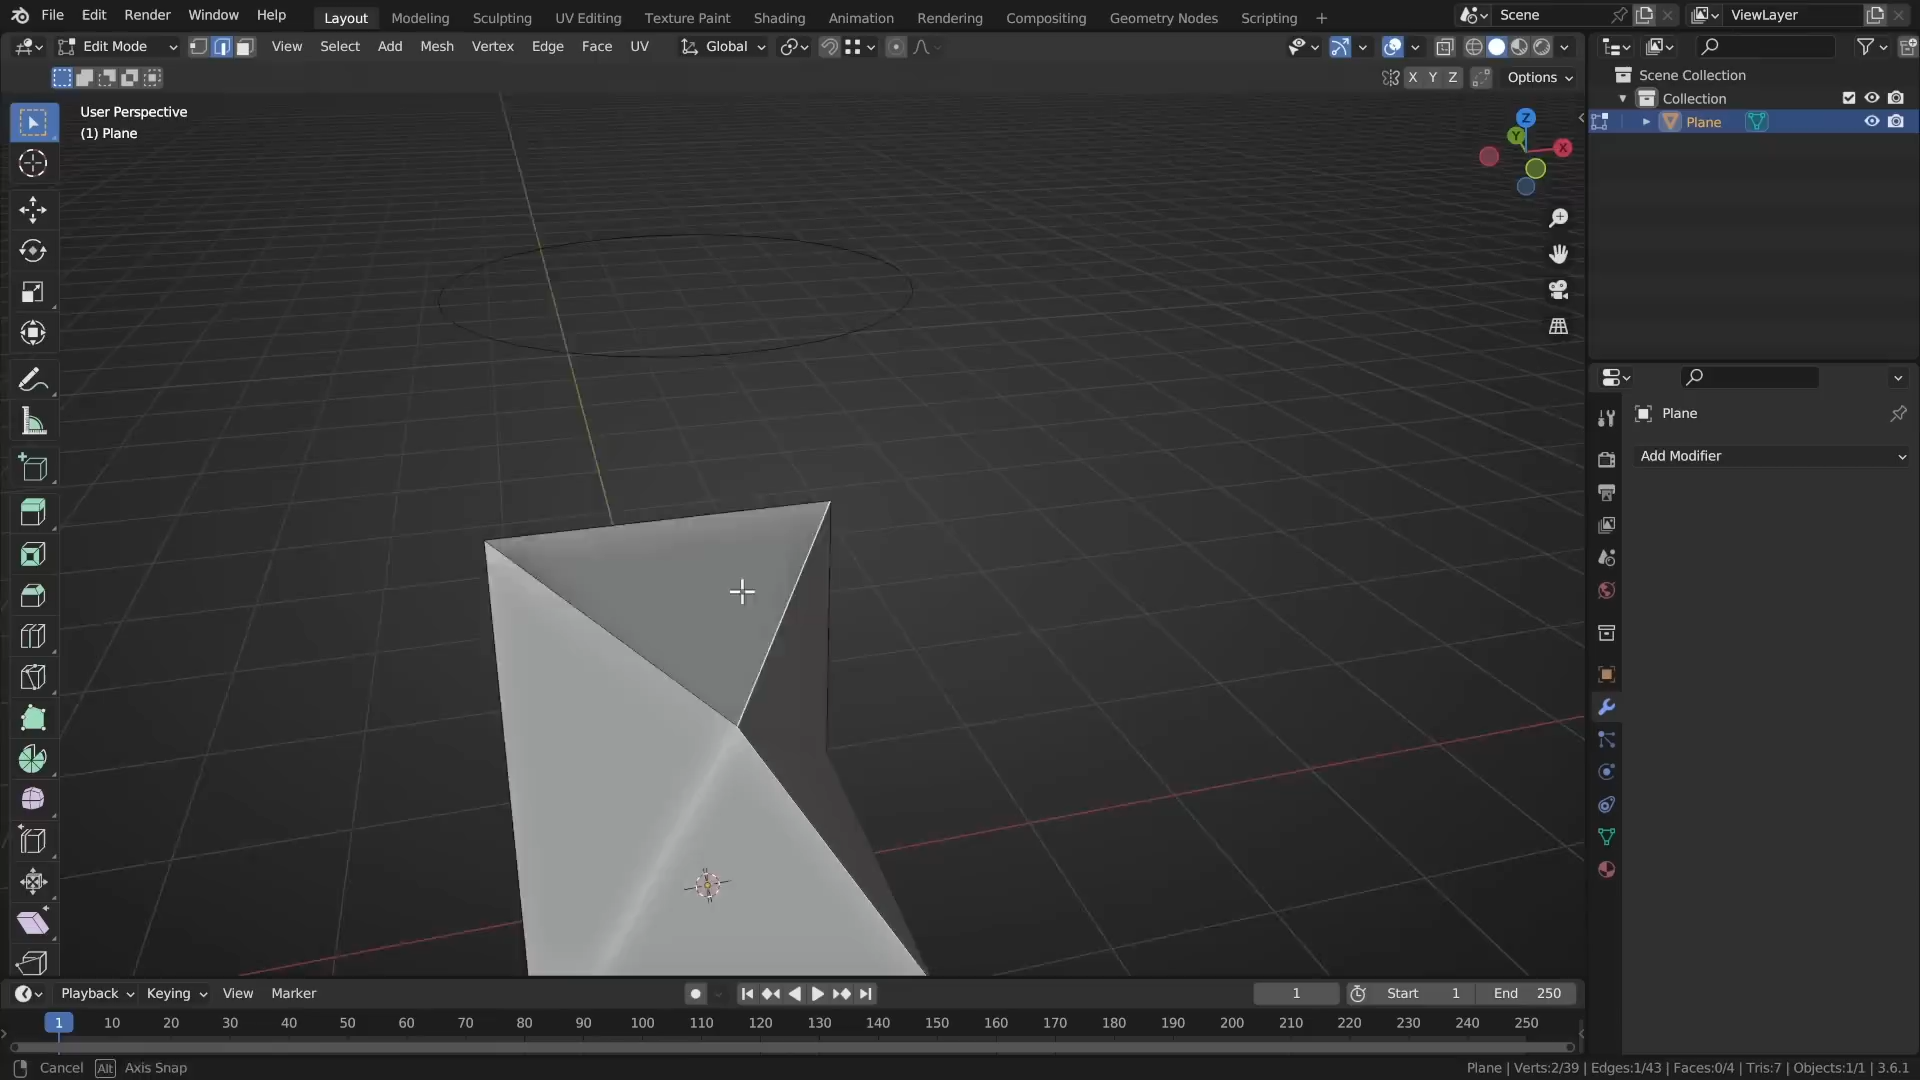 File Edit Render Window Help Layout Modeling Sculpting UV Editing Texture Paint Shading Animation Rendering Compositing Geometry Nodes Scripting + Scene ViewLayer
Edit Mode View Select Add Mesh Vertex Edge Face UV Global
X Y Z Options
User Perspective
(1) Plane
Z
Y
X
Scene Collection
Collection
Plane
Plane
Add Modifier
Playback Keying View Marker 1 Start 1 End 250
1 10 20 30 40 50 60 70 80 90 100 110 120 130 140 150 160 170 180 190 200 210 220 230 240 250
Cancel Alt Axis Snap Plane | Verts:2/39 | Edges:1/43 | Faces:0/4 | Tris:7 | Objects:1/1 | 3.6.1